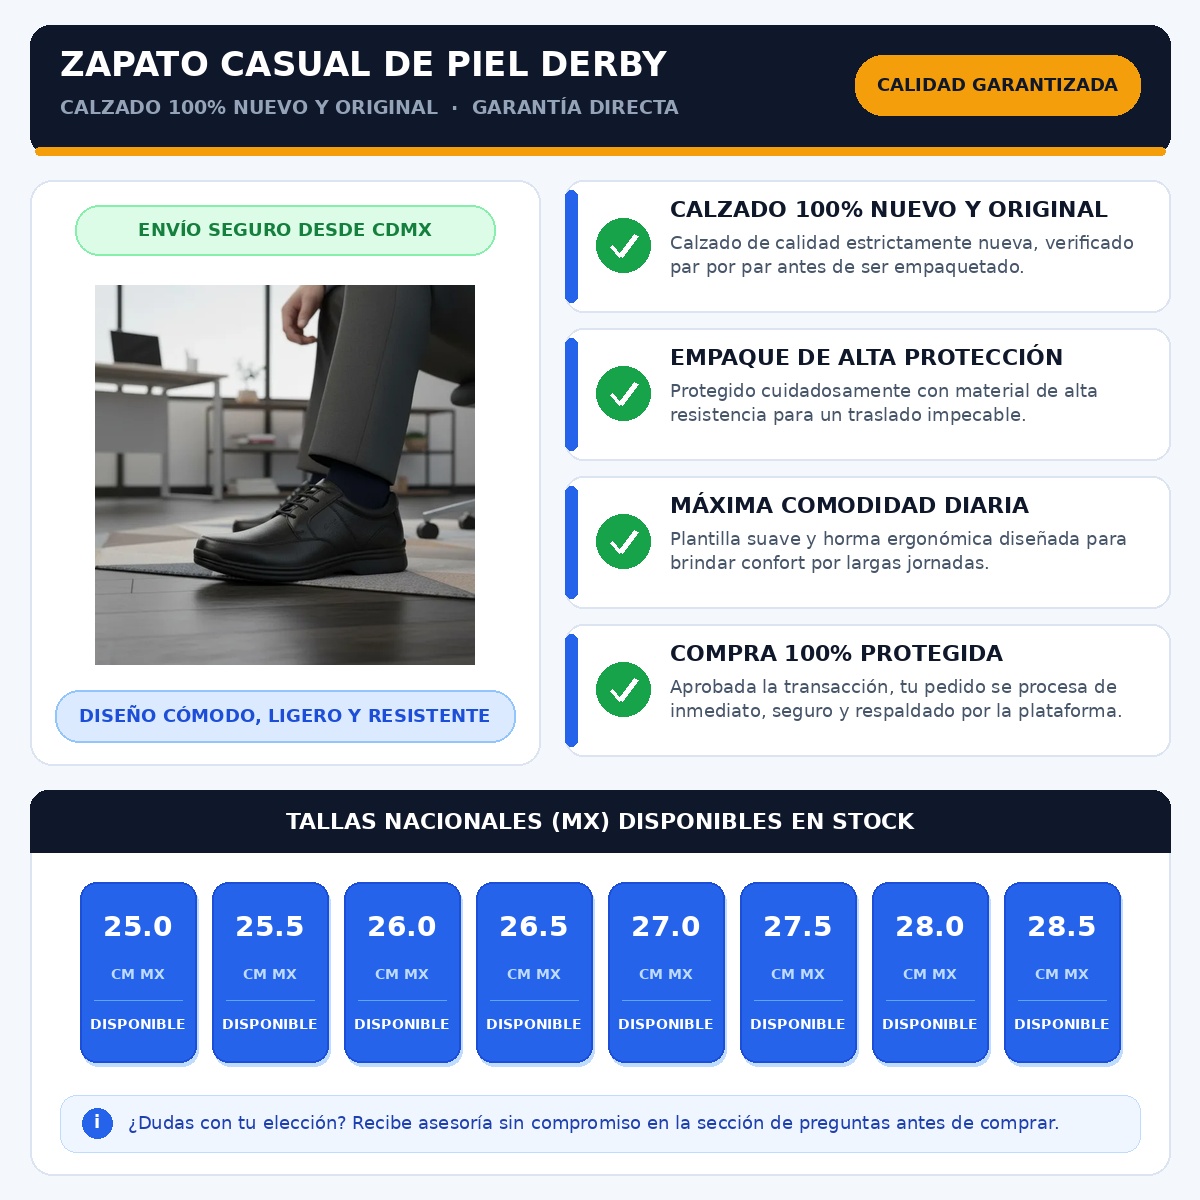 ZAPATO CASUAL DE PIEL DERBY
CALZADO 100% NUEVO Y ORIGINAL · GARANTÍA DIRECTA
CALIDAD GARANTIZADA
ENVÍO SEGURO DESDE CDMX
DISEÑO CÓMODO, LIGERO Y RESISTENTE
CALZADO 100% NUEVO Y ORIGINAL
Calzado de calidad estrictamente nueva, verificado
par por par antes de ser empaquetado.
EMPAQUE DE ALTA PROTECCIÓN
Protegido cuidadosamente con material de alta
resistencia para un traslado impecable.
MÁXIMA COMODIDAD DIARIA
Plantilla suave y horma ergonómica diseñada para
brindar confort por largas jornadas.
COMPRA 100% PROTEGIDA
Aprobada la transacción, tu pedido se procesa de
inmediato, seguro y respaldado por la plataforma.
TALLAS NACIONALES (MX) DISPONIBLES EN STOCK
25.0 25.5 26.0 26.5 27.0 27.5 28.0 28.5
CM MX CM MX CM MX CM MX CM MX CM MX CM MX CM MX
DISPONIBLE DISPONIBLE DISPONIBLE DISPONIBLE DISPONIBLE DISPONIBLE DISPONIBLE DISPONIBLE
i ¿Dudas con tu elección? Recibe asesoría sin compromiso en la sección de preguntas antes de comprar.